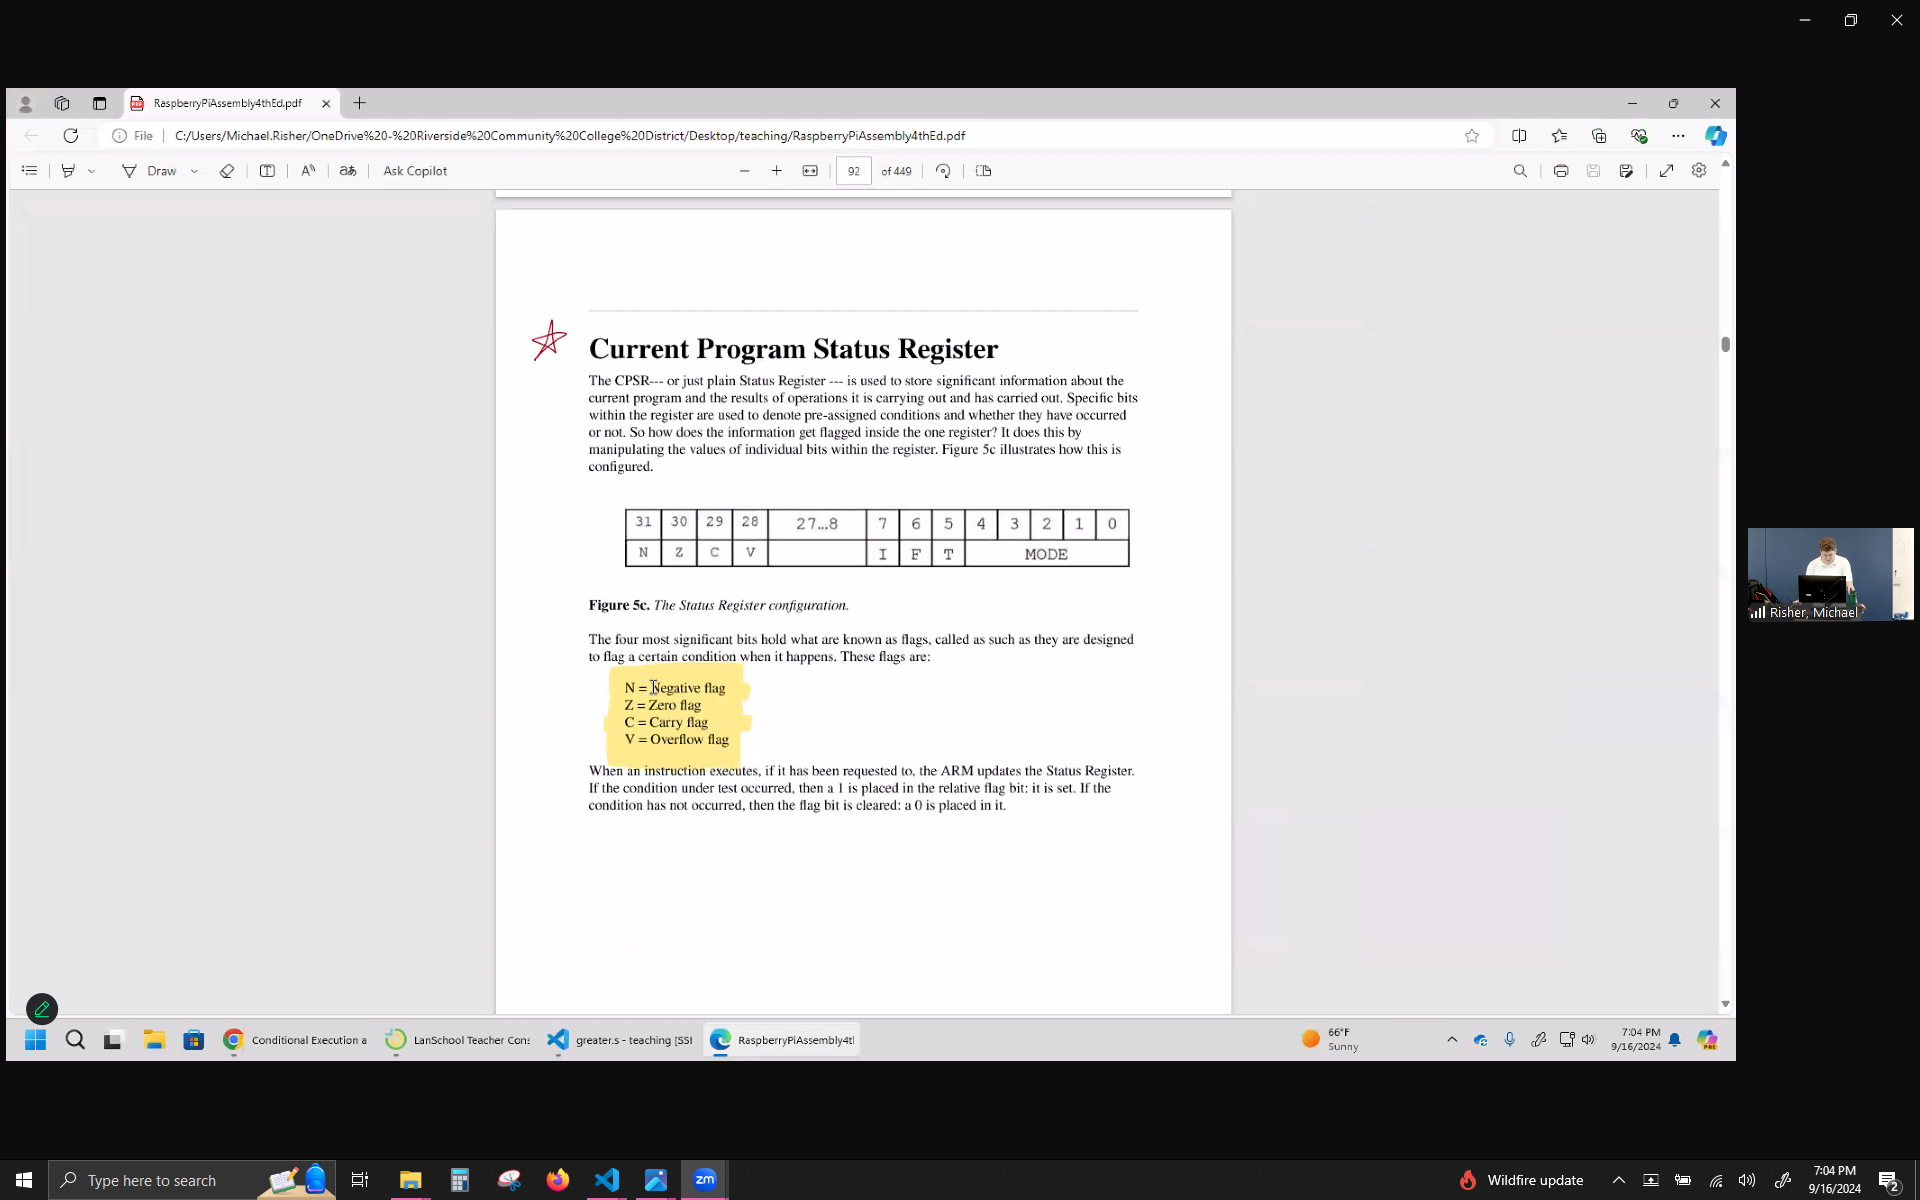 RaspberryPiAssembly4thEd.pdf
File
C:/Users/Michael.Risher/OneDrive%20-%20Riverside%20Community%20College%20District/Desktop/teaching/RaspberryPiAssembly4thEd.pdf
Draw
Ask Copilot
92 of 449
Current Program Status Register
The CPSR--- or just plain Status Register --- is used to store significant information about the
current program and the results of operations it is carrying out and has carried out. Specific bits
within the register are used to denote pre-assigned conditions and whether they have occurred
or not. So how does the information get flagged inside the one register? It does this by
manipulating the values of individual bits within the register. Figure 5c illustrates how this is
configured.
31 30 29 28 27...8 7 6 5 4 3 2 1 0
N Z C V I F T MODE
Figure 5c. The Status Register configuration.
The four most significant bits hold what are known as flags, called as such as they are designed
to flag a certain condition when it happens. These flags are:
N = Negative flag
Z = Zero flag
C = Carry flag
V = Overflow flag
When an instruction executes, if it has been requested to, the ARM updates the Status Register.
If the condition under test occurred, then a 1 is placed in the relative flag bit: it is set. If the
condition has not occurred, then the flag bit is cleared: a 0 is placed in it.
Risher, Michael
Conditional Execution a
LanSchool Teacher Cons
greater.s - teaching [SSI
RaspberryPiAssembly4tl
66°F
Sunny
7:04 PM
9/16/2024
Type here to search
zm
Wildfire update
7:04 PM
9/16/2024
2